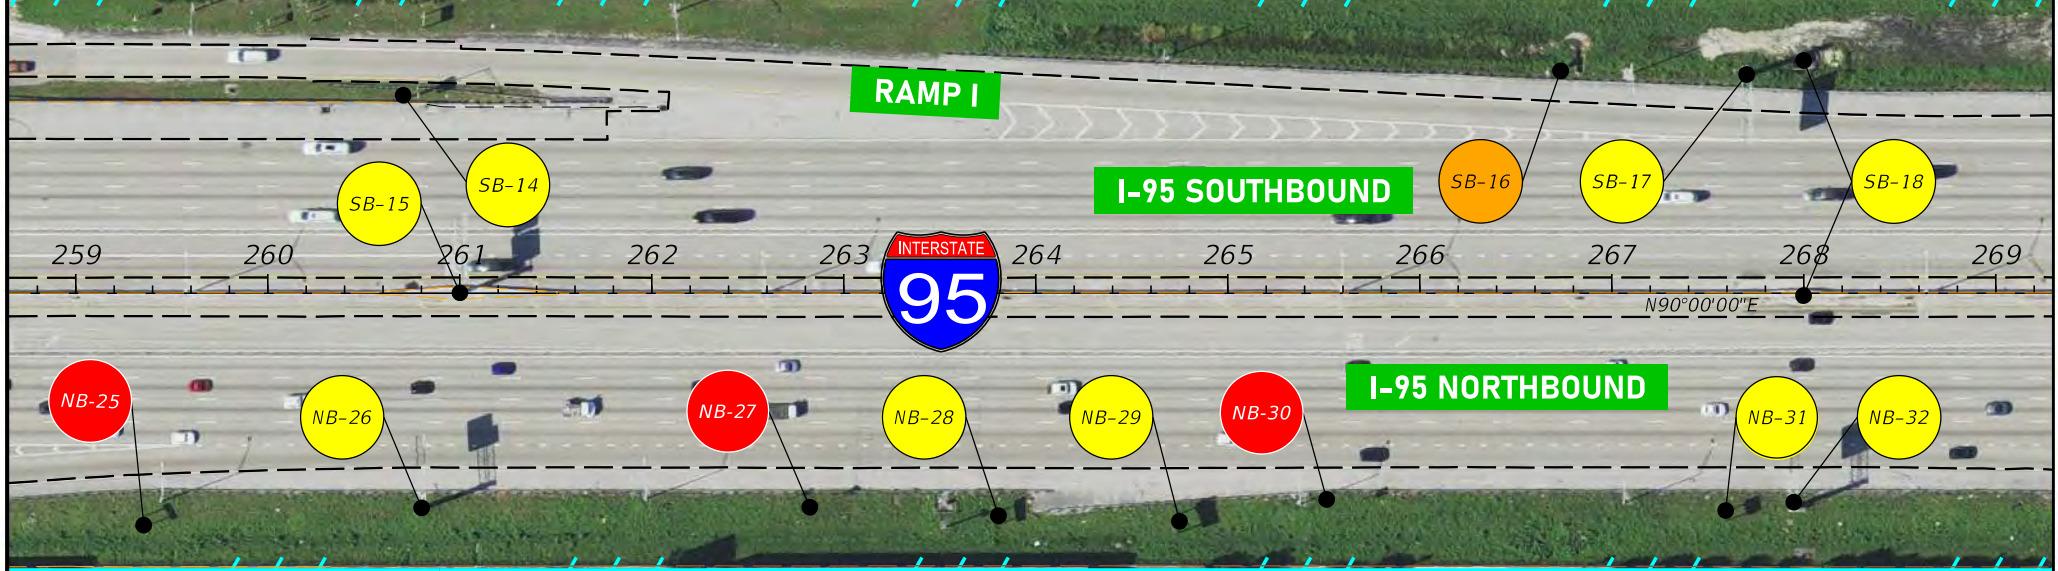 RAMP I
SB-14
SB-15
I-95 SOUTHBOUND
SB-16
SB-17
SB-18
259 260 261 262 263 264 265 266 267 268 269
INTERSTATE
95
N90°00'00"E
NB-25
NB-26
NB-27
NB-28
NB-29
NB-30
I-95 NORTHBOUND
NB-31
NB-32